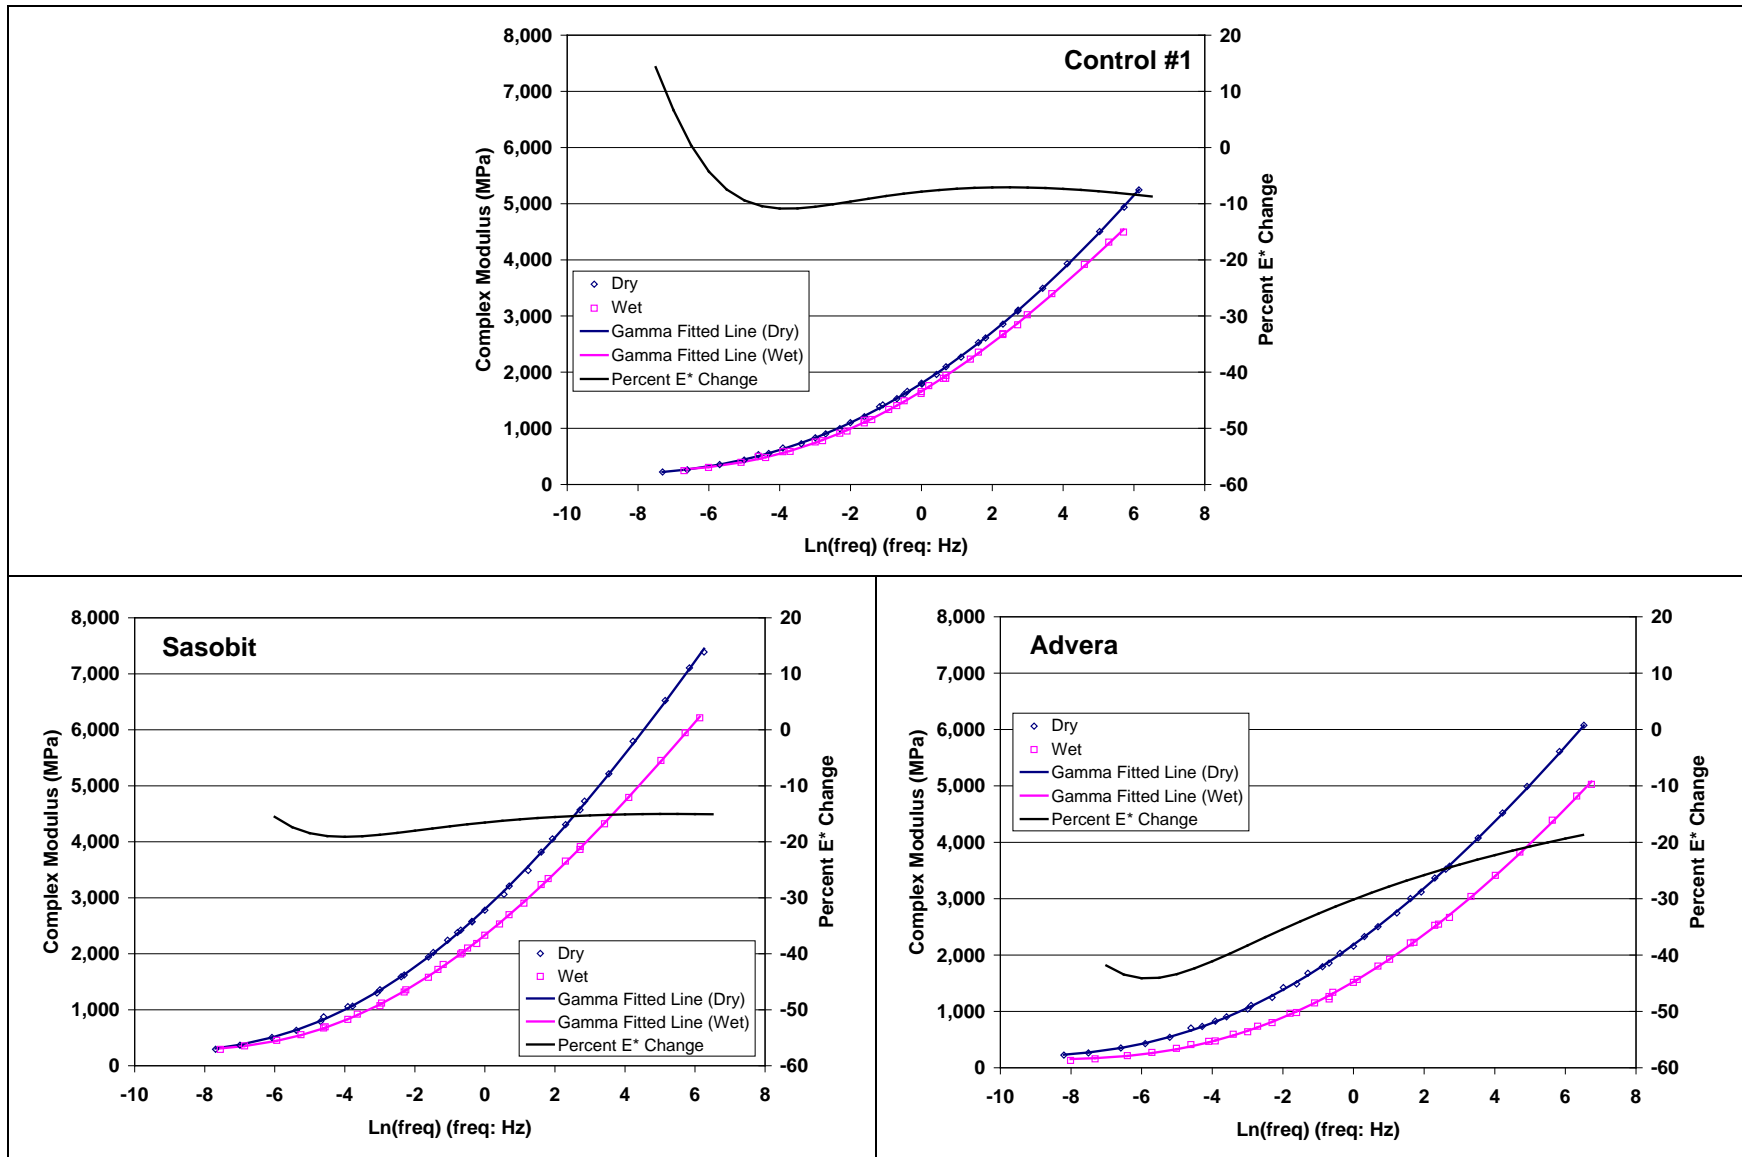 Control #1
8,000
7,000
6,000
5,000
4,000
3,000
2,000
1,000
0
Complex Modulus (MPa)
20
10
0
-10
-20
-30
-40
-50
-60
Percent E* Change
Dry
Wet
Gamma Fitted Line (Dry)
Gamma Fitted Line (Wet)
Percent E* Change
-10 -8 -6 -4 -2 0 2 4 6 8
Ln(freq) (freq: Hz)
Sasobit
8,000
7,000
6,000
5,000
4,000
3,000
2,000
1,000
0
Complex Modulus (MPa)
20
10
0
-10
-20
-30
-40
-50
-60
Percent E* Change
Dry
Wet
Gamma Fitted Line (Dry)
Gamma Fitted Line (Wet)
Percent E* Change
-10 -8 -6 -4 -2 0 2 4 6 8
Ln(freq) (freq: Hz)
Advera
8,000
7,000
6,000
5,000
4,000
3,000
2,000
1,000
0
Complex Modulus (MPa)
20
10
0
-10
-20
-30
-40
-50
-60
Percent E* Change
Dry
Wet
Gamma Fitted Line (Dry)
Gamma Fitted Line (Wet)
Percent E* Change
-10 -8 -6 -4 -2 0 2 4 6 8
Ln(freq) (freq: Hz)